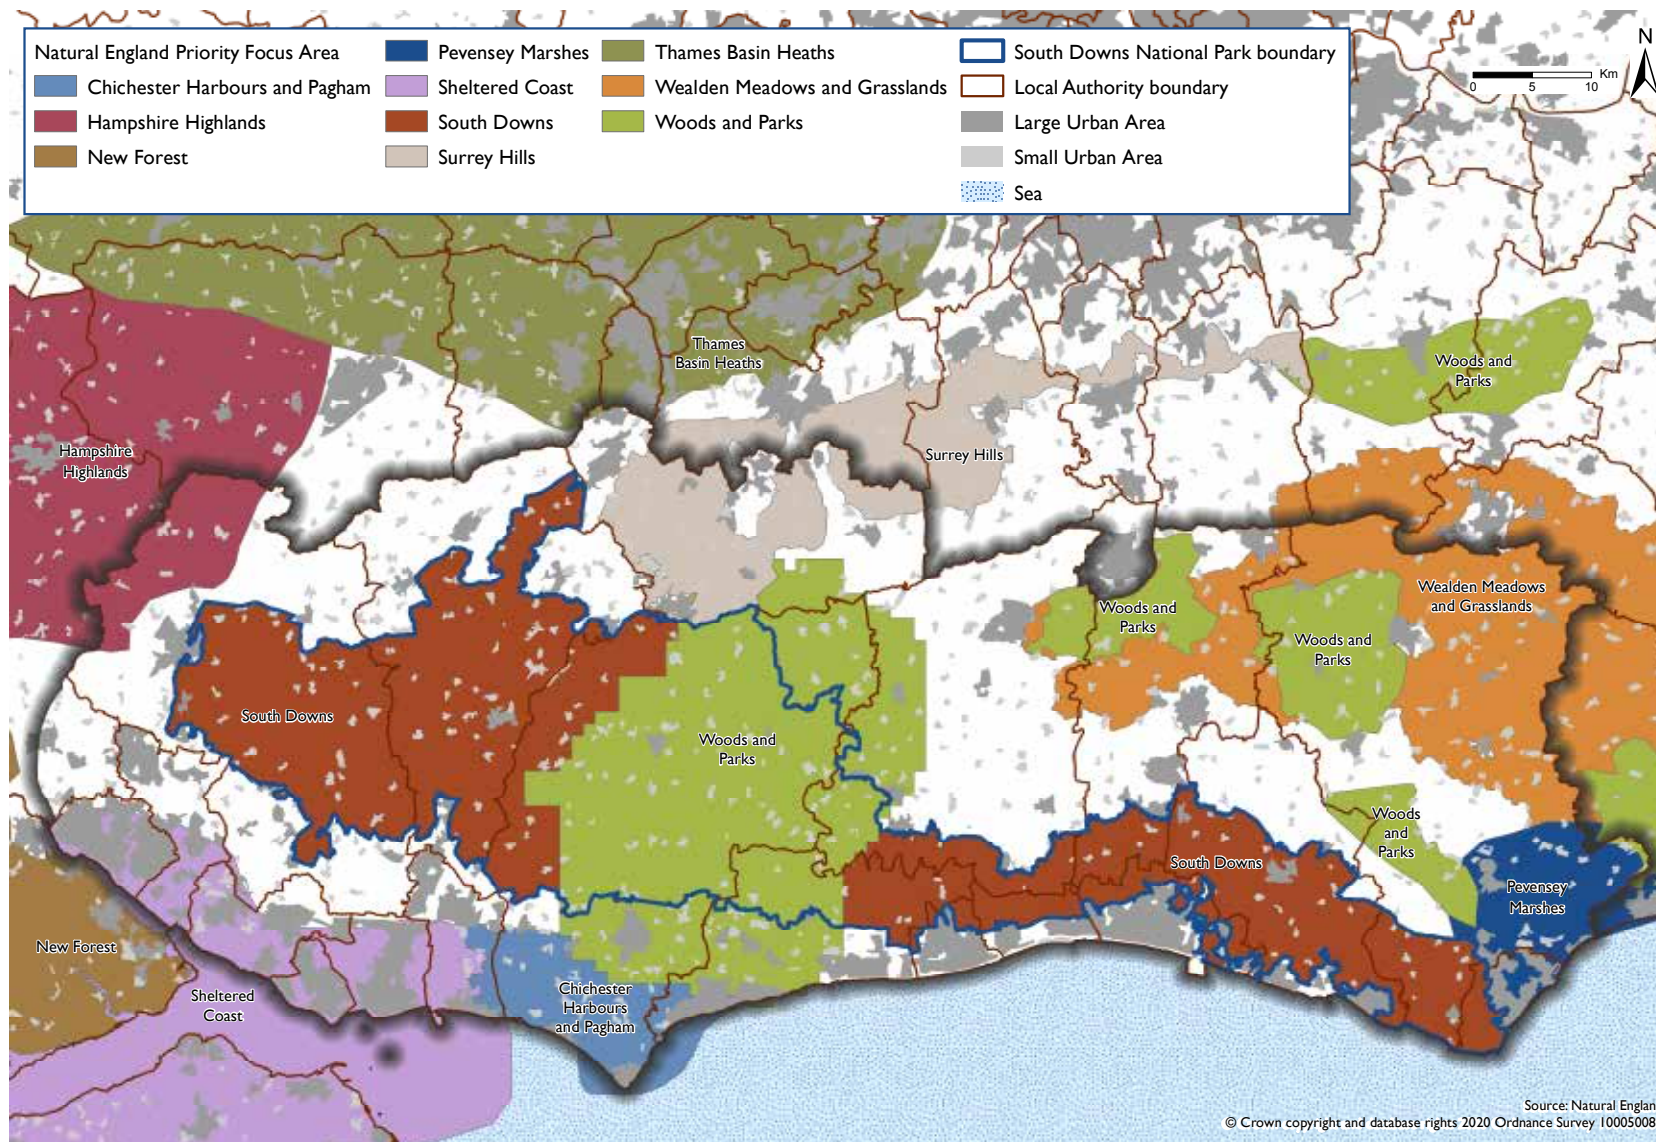 Natural England Priority Focus Area
Chichester Harbours and Pagham
Hampshire Highlands
New Forest
Pevensey Marshes
Sheltered Coast
South Downs
Surrey Hills
Thames Basin Heaths
Wealden Meadows and Grasslands
Woods and Parks
South Downs National Park boundary
Local Authority boundary
Large Urban Area
Small Urban Area
Sea
N
Km
0 5 10
Thames
Basin Heaths
Woods and
Parks
Hampshire
Highlands
Surrey Hills
Wealden Meadows
and Grasslands
Woods and
Parks
Woods and
Parks
South Downs
Woods and
Parks
Woods
and
Parks
South Downs
Pevensey
Marshes
New Forest
Sheltered
Coast
Chichester
Harbours
and Pagham
Source: Natural Englan
© Crown copyright and database rights 2020 Ordnance Survey 10005008